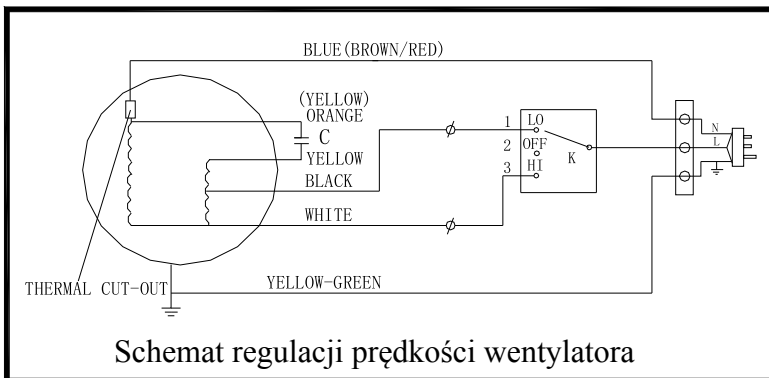 BLUE(BROWN/RED)
(YELLOW)
ORANGE
C
YELLOW
BLACK
WHITE
1 LO
2 OFF
3 HI
K
N
L
THERMAL CUT-OUT
YELLOW-GREEN
Schemat regulacji prędkości wentylatora